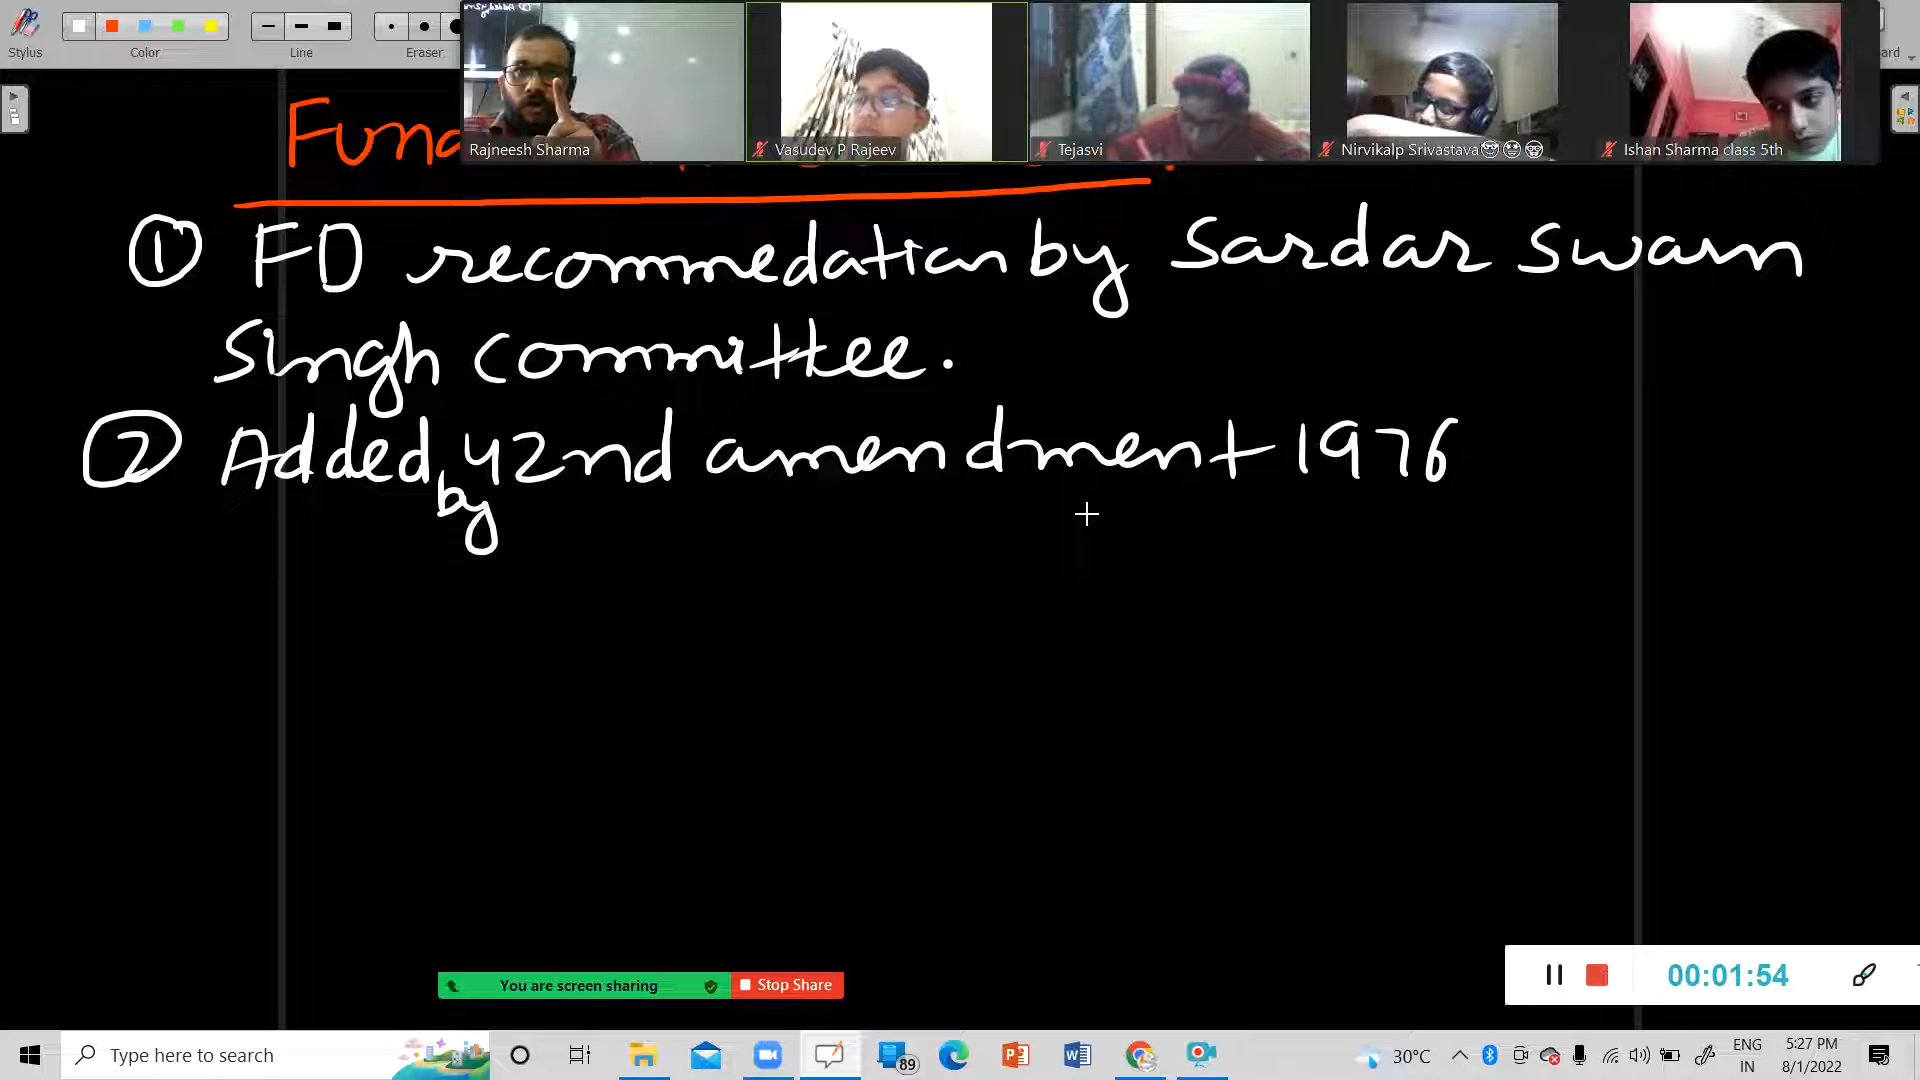 Stylus
Color
Line
Eraser
Rajneesh Sharma
Vasudev P Rajeev
Tejasvi
Nirvikalp Srivastava
Ishan Sharma class 5th
ard
① FD recommedation by Sardar Swarn
Singh committee.
② Added by 42nd amendment 1976
You are screen sharing
Stop Share
00:01:54
Type here to search
89
30°C
ENG
IN
5:27 PM
8/1/2022